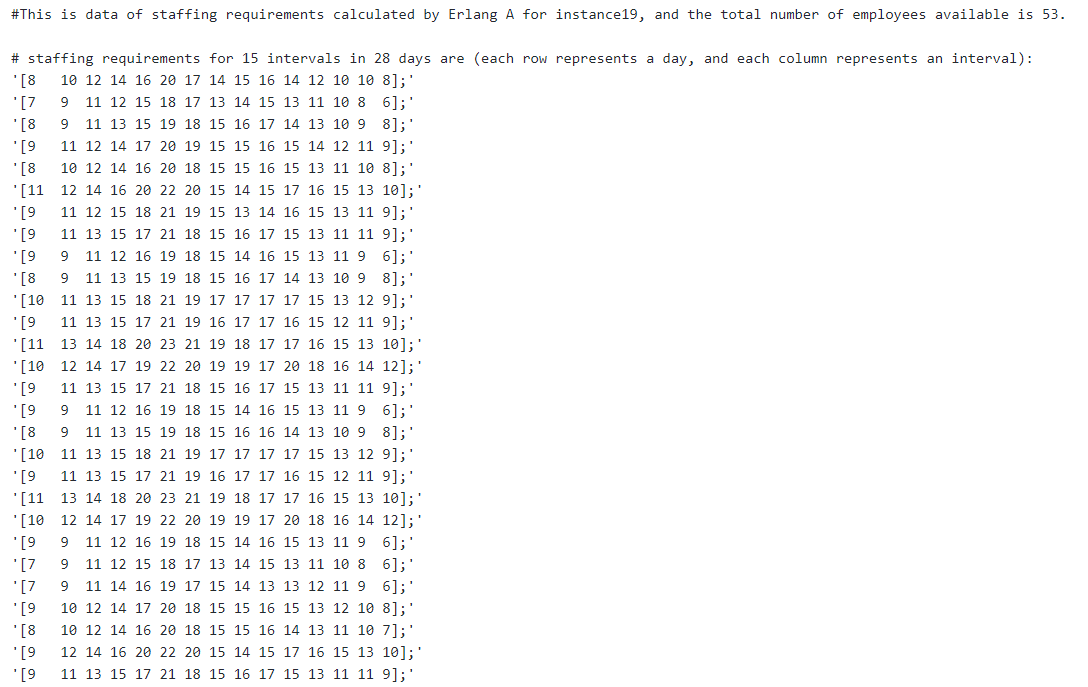 #This is data of staffing requirements calculated by Erlang A for instance19, and the total number of employees available is 53.
# staffing requirements for 15 intervals in 28 days are (each row represents a day, and each column represents an interval):
'[8   10 12 14 16 20 17 14 15 16 14 12 10 10 8];'
'[7   9  11 12 15 18 17 13 14 15 13 11 10 8  6];'
'[8   9  11 13 15 19 18 15 16 17 14 13 10 9  8];'
'[9   11 12 14 17 20 19 15 15 16 15 14 12 11 9];'
'[8   10 12 14 16 20 18 15 15 16 15 13 11 10 8];'
'[11  12 14 16 20 22 20 15 14 15 17 16 15 13 10];'
'[9   11 12 15 18 21 19 15 13 14 16 15 13 11 9];'
'[9   11 13 15 17 21 18 15 16 17 15 13 11 11 9];'
'[9   9  11 12 16 19 18 15 14 16 15 13 11 9  6];'
'[8   9  11 13 15 19 18 15 16 17 14 13 10 9  8];'
'[10  11 13 15 18 21 19 17 17 17 17 15 13 12 9];'
'[9   11 13 15 17 21 19 16 17 17 16 15 12 11 9];'
'[11  13 14 18 20 23 21 19 18 17 17 16 15 13 10];'
'[10  12 14 17 19 22 20 19 19 17 20 18 16 14 12];'
'[9   11 13 15 17 21 18 15 16 17 15 13 11 11 9];'
'[9   9  11 12 16 19 18 15 14 16 15 13 11 9  6];'
'[8   9  11 13 15 19 18 15 16 16 14 13 10 9  8];'
'[10  11 13 15 18 21 19 17 17 17 17 15 13 12 9];'
'[9   11 13 15 17 21 19 16 17 17 16 15 12 11 9];'
'[11  13 14 18 20 23 21 19 18 17 17 16 15 13 10];'
'[10  12 14 17 19 22 20 19 19 17 20 18 16 14 12];'
'[9   9  11 12 16 19 18 15 14 16 15 13 11 9  6];'
'[7   9  11 12 15 18 17 13 14 15 13 11 10 8  6];'
'[7   9  11 14 16 19 17 15 14 13 13 12 11 9  6];'
'[9   10 12 14 17 20 18 15 15 16 15 13 12 10 8];'
'[8   10 12 14 16 20 18 15 15 16 14 13 11 10 7];'
'[9   12 14 16 20 22 20 15 14 15 17 16 15 13 10];'
'[9   11 13 15 17 21 18 15 16 17 15 13 11 11 9];'